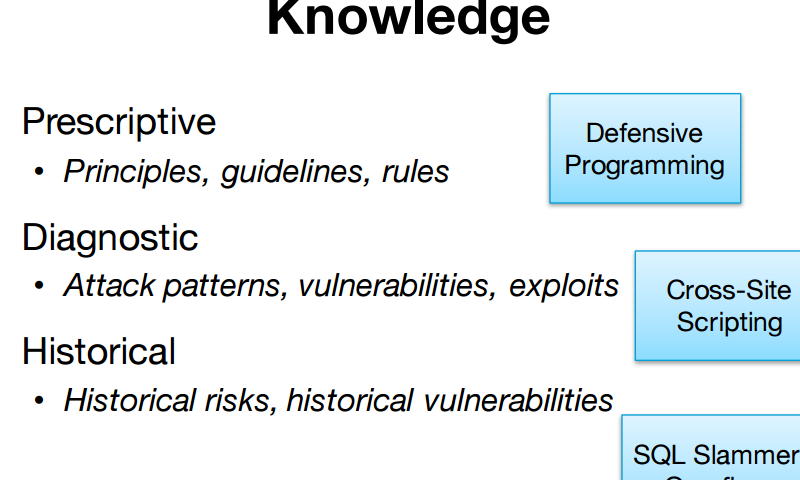 Knowledge
Prescriptive
• Principles, guidelines, rules
Defensive
Programming
Diagnostic
• Attack patterns, vulnerabilities, exploits
Cross-Site
Scripting
Historical
• Historical risks, historical vulnerabilities
SQL Slammer